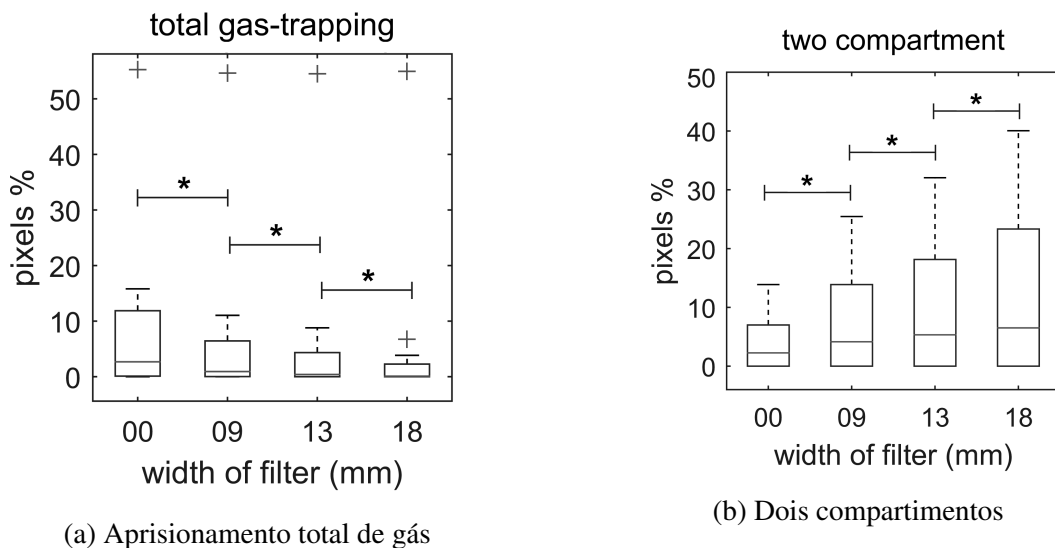 total gas-trapping
pixels %
50
40
30
20
10
0
*
*
*
00 09 13 18
width of filter (mm)
(a) Aprisionamento total de gás
two compartment
pixels %
50
40
30
20
10
0
*
*
*
00 09 13 18
width of filter (mm)
(b) Dois compartimentos